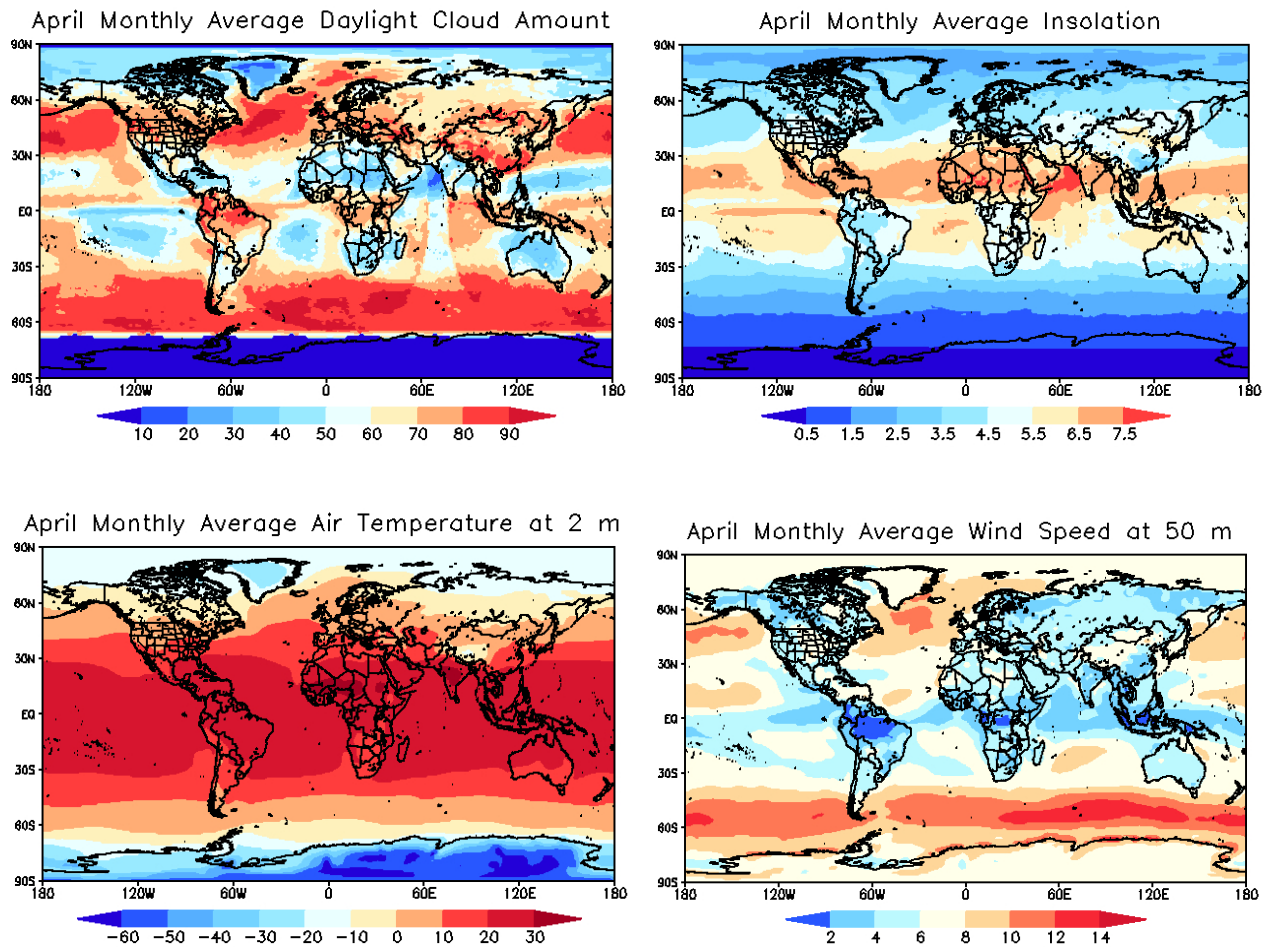 April Monthly Average Daylight Cloud Amount
90N
60N
30N
EQ
30S
60S
90S
180 120W 60W 0 60E 120E 180
10 20 30 40 50 60 70 80 90
April Monthly Average Insolation
90N
60N
30N
EQ
30S
60S
90S
180 120W 60W 0 60E 120E 180
0.5 1.5 2.5 3.5 4.5 5.5 6.5 7.5
April Monthly Average Air Temperature at 2 m
90N
60N
30N
EQ
30S
60S
90S
180 120W 60W 0 60E 120E 180
-60 -50 -40 -30 -20 -10 0 10 20 30
April Monthly Average Wind Speed at 50 m
90N
60N
30N
EQ
30S
60S
90S
180 120W 60W 0 60E 120E 180
2 4 6 8 10 12 14